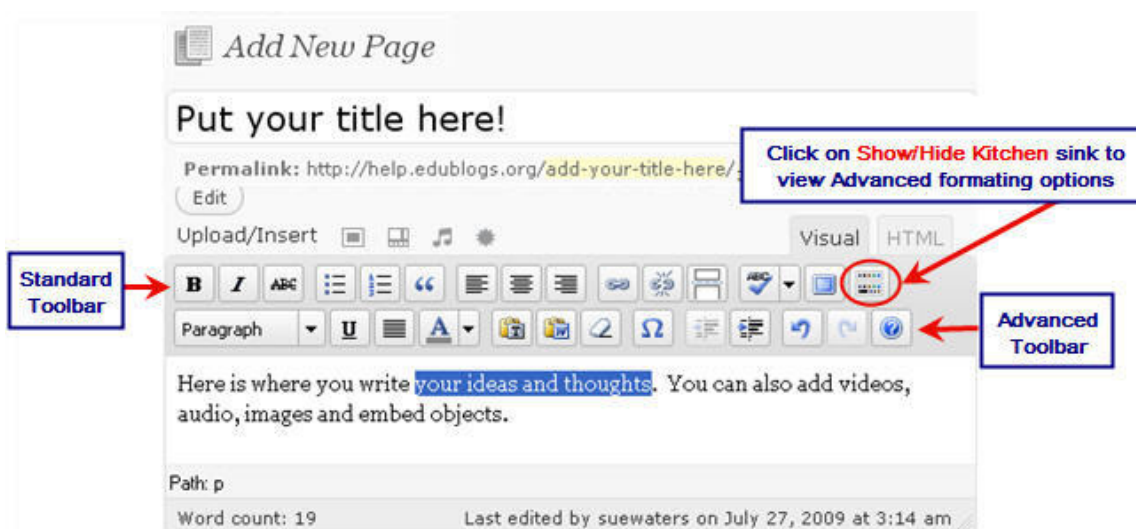 Add New Page
Put your title here!
Click on Show/Hide Kitchen sink to
view Advanced formating options
Permalink: http://help.edublogs.org/add-your-title-here/
Edit
Upload/Insert
Visual HTML
Standard
Toolbar
B I ABC ABC
Paragraph U A T W Ω ?
Advanced
Toolbar
Here is where you write your ideas and thoughts. You can also add videos,
audio, images and embed objects.
Path: p
Word count: 19 Last edited by suewaters on July 27, 2009 at 3:14 am